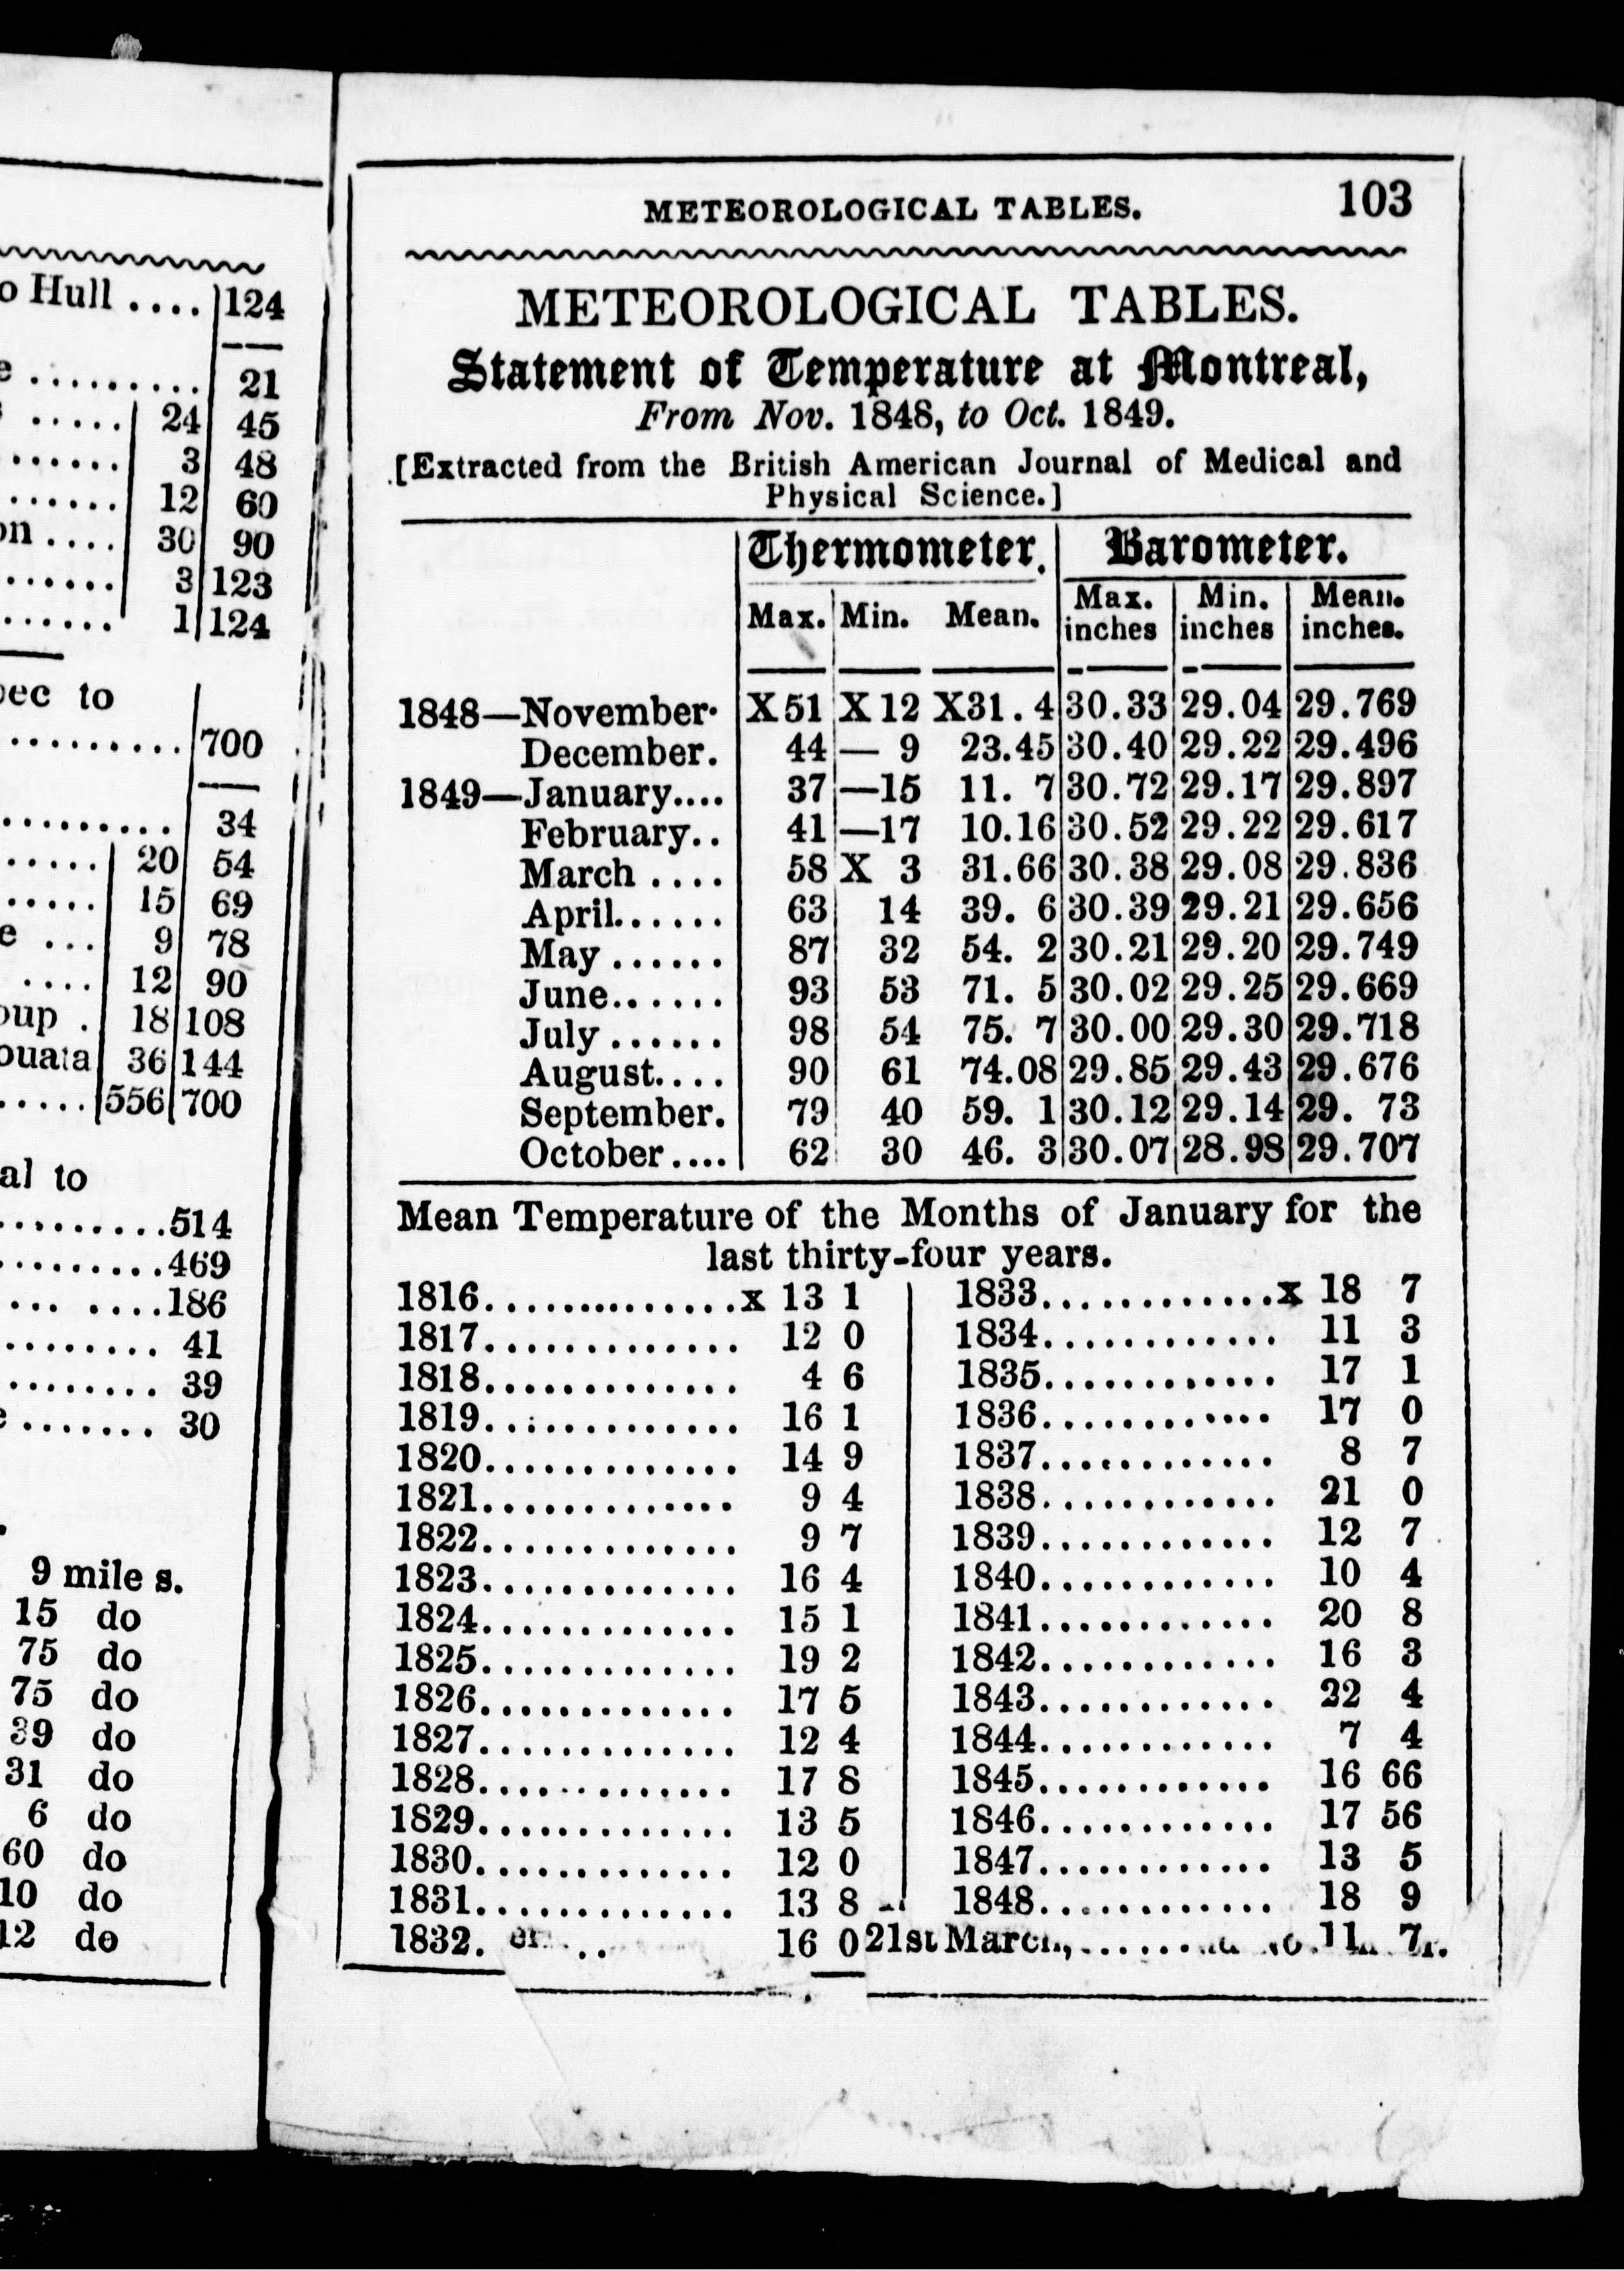 o Hull .... 124
e ......... 21
..... 24 45
...... 3 48
...... 12 60
on .... 30 90
...... 3 123
...... 1 124
bec to
......... 700
......... 34
..... 20 54
..... 15 69
e ... 9 78
.... 12 90
oup . 18 108
ouata 36 144
..... 556 700
al to
.........514
.........469
... ....186
......... 41
........ 39
e ....... 30
9 mile s.
15 do
75 do
75 do
39 do
31 do
6 do
60 do
10 do
12 do
METEOROLOGICAL TABLES. 103
METEOROLOGICAL TABLES.
Statement of Temperature at Montreal,
From Nov. 1848, to Oct. 1849.
[Extracted from the British American Journal of Medical and
Physical Science.]
Thermometer. Barometer.
Max. Min. Mean. Max. inches Min. inches Mean. inches.
1848—November· X 51 X 12 X31. 4 30.33 29.04 29.769
December. 44 — 9 23.45 30.40 29.22 29.496
1849—January.... 37 —15 11. 7 30.72 29.17 29.897
February.. 41 —17 10.16 30.52 29.22 29.617
March .... 58 X 3 31.66 30.38 29.08 29.836
April...... 63 14 39. 6 30.39 29.21 29.656
May ...... 87 32 54. 2 30.21 29.20 29.749
June...... 93 53 71. 5 30.02 29.25 29.669
July ...... 98 54 75. 7 30.00 29.30 29.718
August.... 90 61 74.08 29.85 29.43 29.676
September. 79 40 59. 1 30.12 29.14 29. 73
October.... 62 30 46. 3 30.07 28.98 29.707
Mean Temperature of the Months of January for the
last thirty-four years.
1816.............x 13 1 1833............x 18 7
1817............. 12 0 1834............ 11 3
1818............. 4 6 1835............ 17 1
1819............. 16 1 1836............ 17 0
1820............. 14 9 1837............ 8 7
1821............. 9 4 1838............ 21 0
1822............. 9 7 1839............ 12 7
1823............. 16 4 1840............ 10 4
1824............. 15 1 1841............ 20 8
1825............. 19 2 1842............ 16 3
1826............. 17 5 1843............ 22 4
1827............. 12 4 1844............ 7 4
1828............. 17 8 1845............ 16 66
1829............. 13 5 1846............ 17 56
1830............. 12 0 1847............ 13 5
1831............. 13 8 1848............ 18 9
1832. 16 0 21st March, ....... 11 7